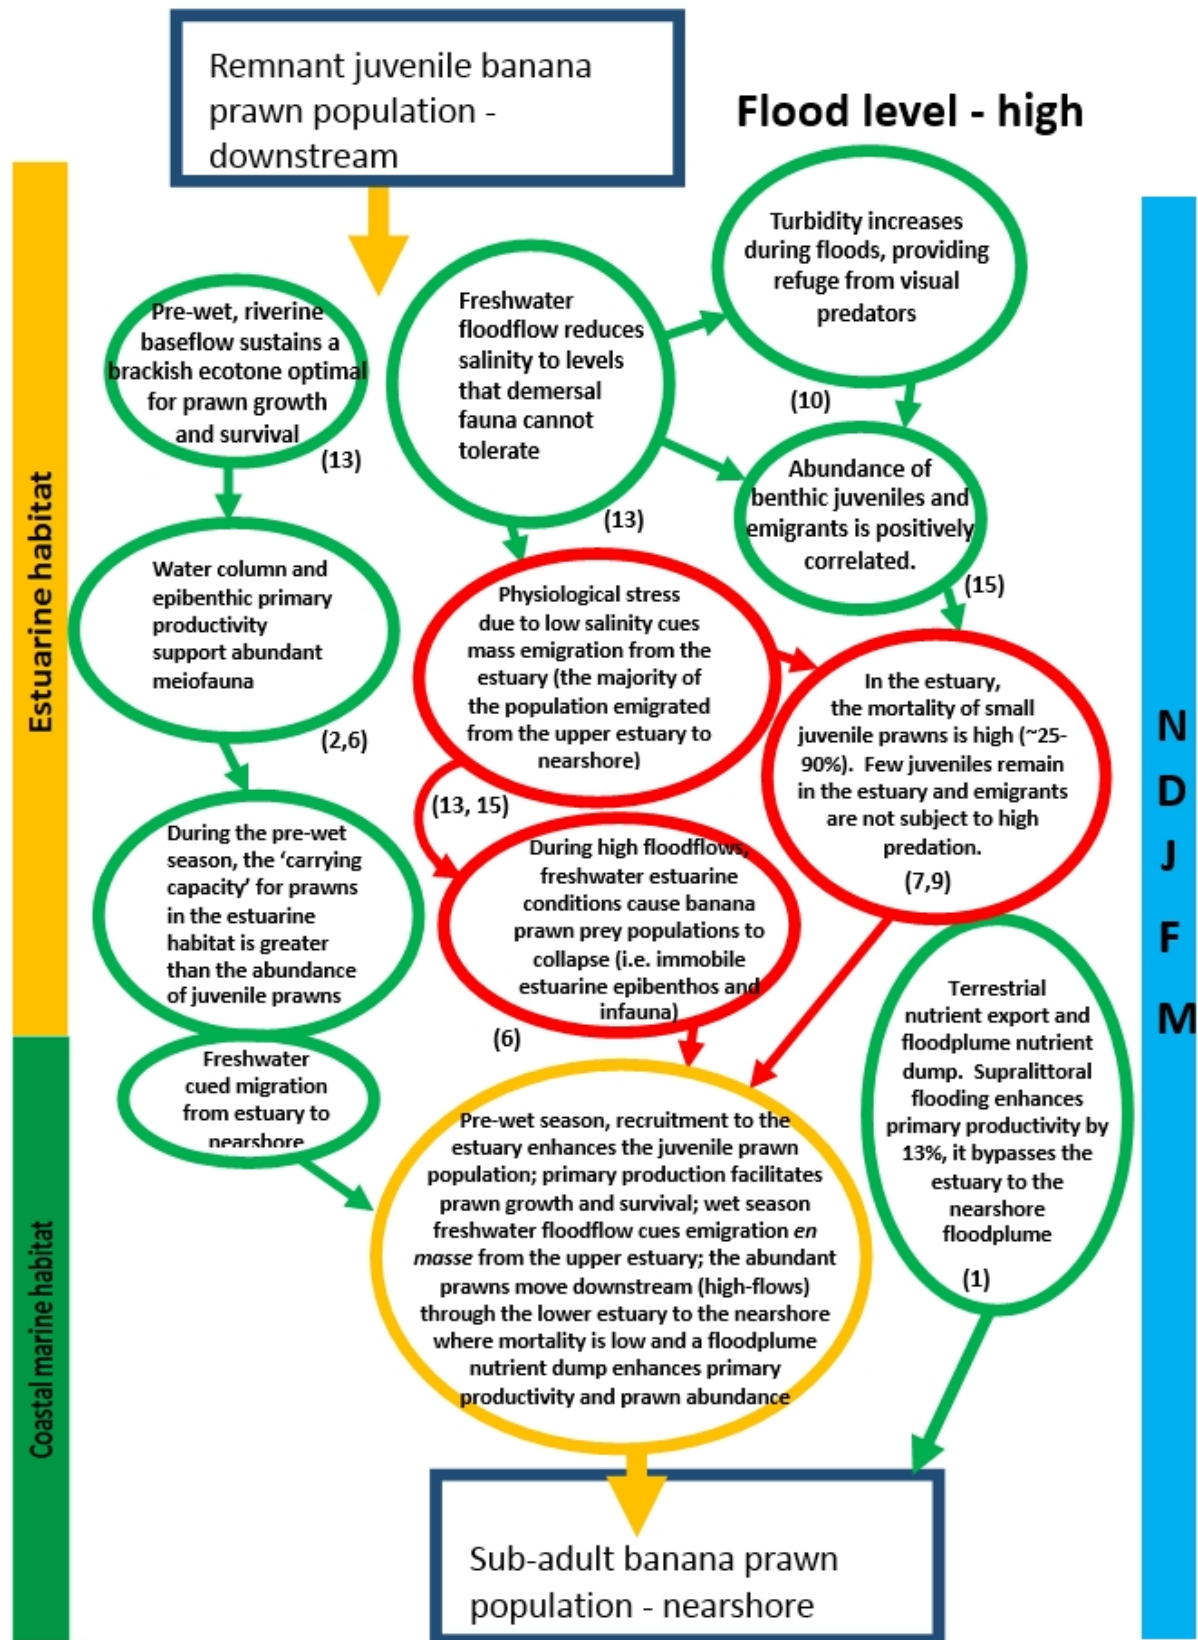 Remnant juvenile banana
prawn population -
downstream
Flood level - high
Estuarine habitat
Coastal marine habitat
Turbidity increases
during floods, providing
refuge from visual
predators
(10)
Pre-wet, riverine
baseflow sustains a
brackish ecotone optimal
for prawn growth
and survival
(13)
Freshwater
floodflow reduces
salinity to levels
that demersal
fauna cannot
tolerate
(13)
Abundance of
benthic juveniles and
emigrants is positively
correlated.
(15)
Water column and
epibenthic primary
productivity
support abundant
meiofauna
(2,6)
Physiological stress
due to low salinity cues
mass emigration from the
estuary (the majority of
the population emigrated
from the upper estuary to
nearshore)
(13, 15)
In the estuary,
the mortality of small
juvenile prawns is high (~25-
90%). Few juveniles remain
in the estuary and emigrants
are not subject to high
predation.
(7,9)
During the pre-wet
season, the ‘carrying
capacity’ for prawns
in the estuarine
habitat is greater
than the abundance
of juvenile prawns
During high floodflows,
freshwater estuarine
conditions cause banana
prawn prey populations to
collapse (i.e. immobile
estuarine epibenthos and
infauna)
(6)
Freshwater
cued migration
from estuary to
nearshore
Terrestrial
nutrient export and
floodplume nutrient
dump. Supralittoral
flooding enhances
primary productivity by
13%, it bypasses the
estuary to the
nearshore
floodplume
(1)
Pre-wet season, recruitment to the
estuary enhances the juvenile prawn
population; primary production facilitates
prawn growth and survival; wet season
freshwater floodflow cues emigration en
masse from the upper estuary; the abundant
prawns move downstream (high-flows)
through the lower estuary to the nearshore
where mortality is low and a floodplume
nutrient dump enhances primary
productivity and prawn abundance
N
D
J
F
M
Sub-adult banana prawn
population - nearshore